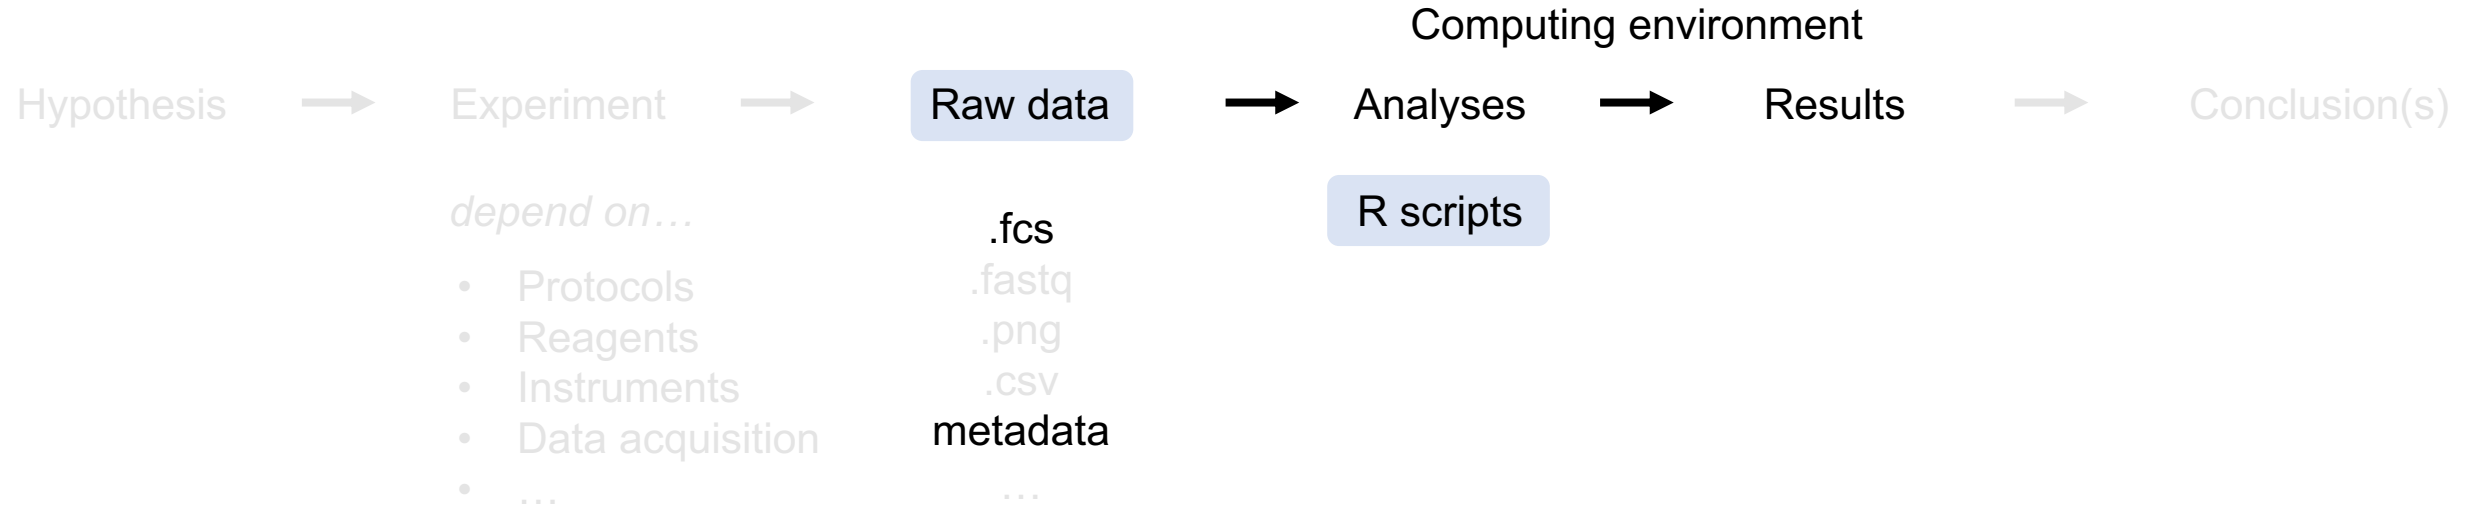 Computing environment
Hypothesis
Experiment
Raw data
Analyses
Results
Conclusion(s)
depend on…
• Protocols
• Reagents
• Instruments
• Data acquisition
• …
.fcs
.fastq
.png
.csv
metadata
…
R scripts